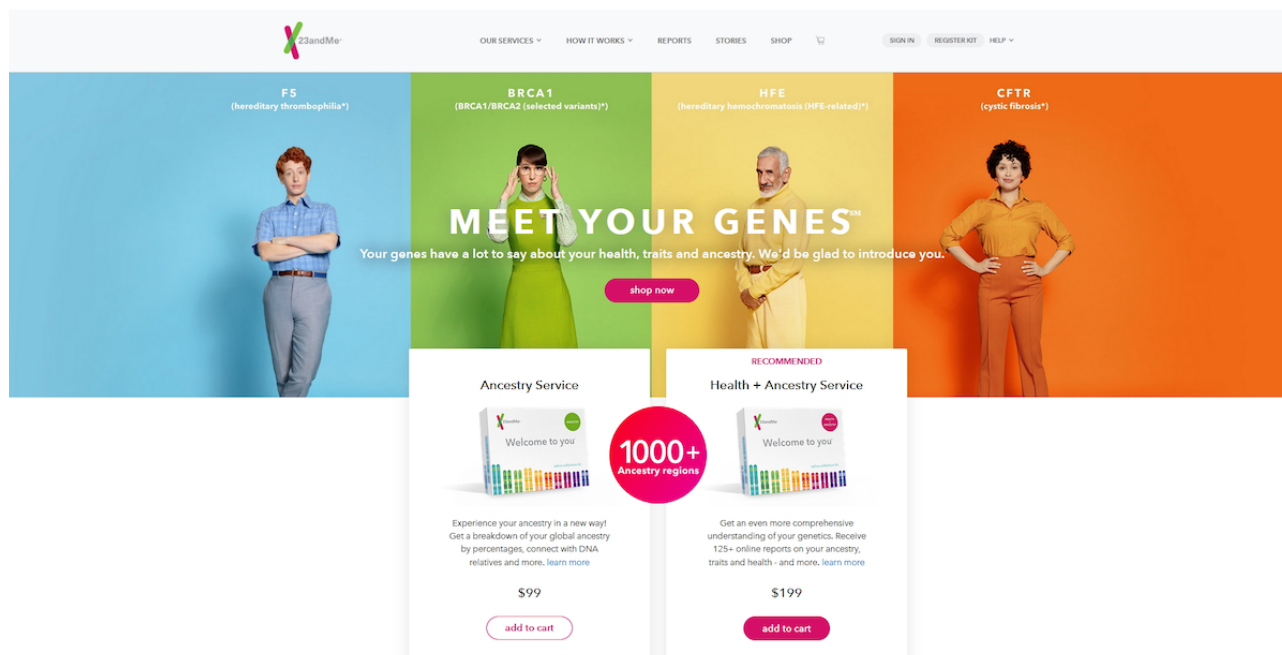 23andMe
OUR SERVICES
HOW IT WORKS
REPORTS
STORIES
SHOP
SIGN IN
REGISTER KIT
HELP
F5
(hereditary thrombophilia*)
BRCA1
(BRCA1/BRCA2 (selected variants)*)
HFE
(hereditary hemochromatosis (HFE-related)*)
CFTR
(cystic fibrosis*)
MEET YOUR GENES℠
Your genes have a lot to say about your health, traits and ancestry. We'd be glad to introduce you.
shop now
Ancestry Service
23andMe
Welcome to you
Experience your ancestry in a new way!
Get a breakdown of your global ancestry
by percentages, connect with DNA
relatives and more. learn more
$99
add to cart
1000+
Ancestry regions
RECOMMENDED
Health + Ancestry Service
23andMe
Welcome to you
Get an even more comprehensive
understanding of your genetics. Receive
125+ online reports on your ancestry,
traits and health - and more. learn more
$199
add to cart